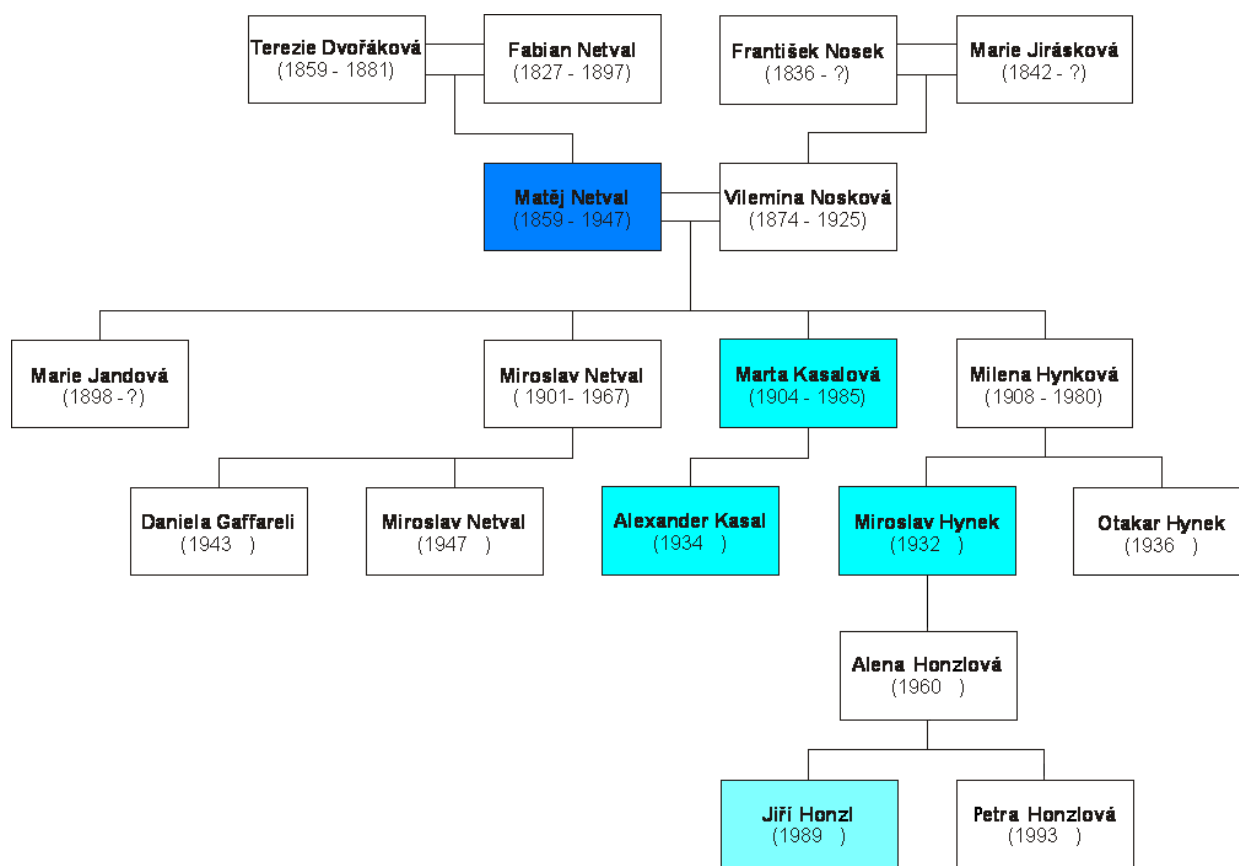 Terezie Dvořáková
(1859 - 1881)
Fabian Netval
(1827 - 1897)
František Nosek
(1836 - ?)
Marie Jirásková
(1842 - ?)
Matěj Netval
(1859 - 1947)
Vilemína Nosková
(1874 - 1925)
Marie Jandová
(1898 - ?)
Miroslav Netval
( 1901- 1967)
Marta Kasalová
(1904 - 1985)
Milena Hynková
(1908 - 1980)
Daniela Gaffareli
(1943 )
Miroslav Netval
(1947 )
Alexander Kasal
(1934 )
Miroslav Hynek
(1932 )
Otakar Hynek
(1936 )
Alena Honzlová
(1960 )
Jiří Honzl
(1989 )
Petra Honzlová
(1993 )